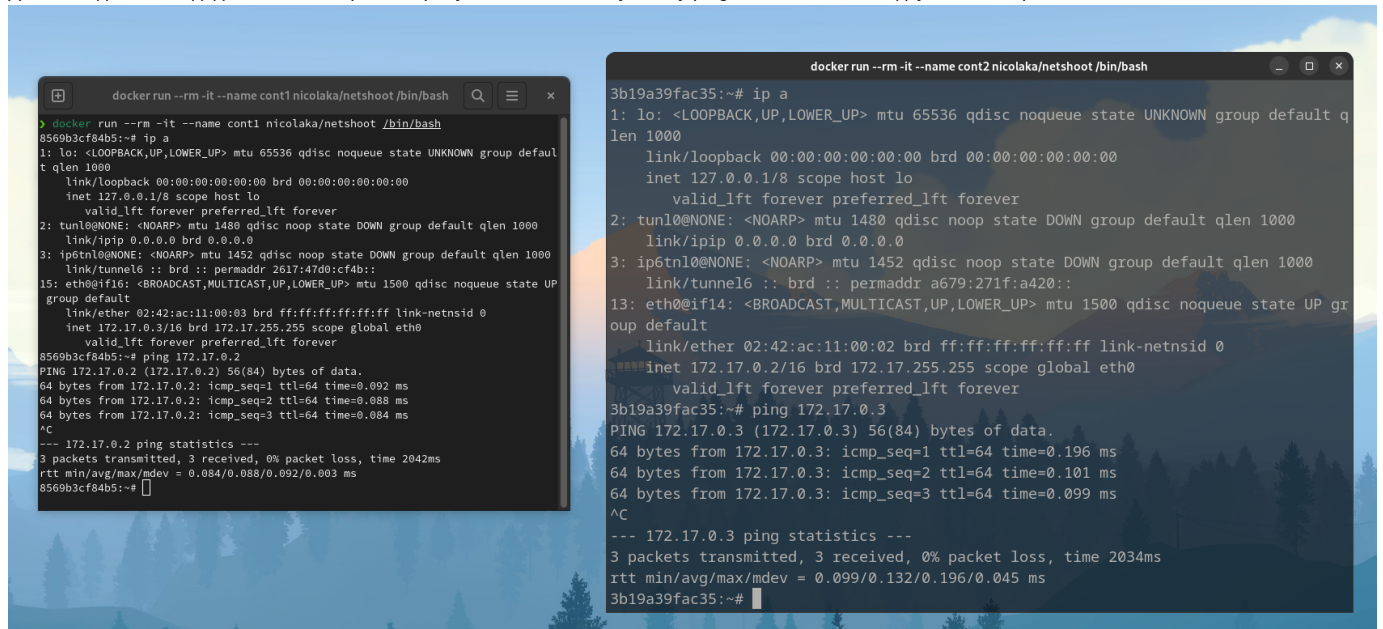 docker run --rm -it --name cont1 nicolaka/netshoot /bin/bash
❯ docker run --rm -it --name cont1 nicolaka/netshoot /bin/bash
8569b3cf84b5:~# ip a
1: lo: <LOOPBACK,UP,LOWER_UP> mtu 65536 qdisc noqueue state UNKNOWN group defaul
t qlen 1000
    link/loopback 00:00:00:00:00:00 brd 00:00:00:00:00:00
    inet 127.0.0.1/8 scope host lo
       valid_lft forever preferred_lft forever
2: tunl0@NONE: <NOARP> mtu 1480 qdisc noop state DOWN group default qlen 1000
    link/ipip 0.0.0.0 brd 0.0.0.0
3: ip6tnl0@NONE: <NOARP> mtu 1452 qdisc noop state DOWN group default qlen 1000
    link/tunnel6 :: brd :: permaddr 2617:47d0:cf4b::
15: eth0@if16: <BROADCAST,MULTICAST,UP,LOWER_UP> mtu 1500 qdisc noqueue state UP
 group default
    link/ether 02:42:ac:11:00:03 brd ff:ff:ff:ff:ff:ff link-netnsid 0
    inet 172.17.0.3/16 brd 172.17.255.255 scope global eth0
       valid_lft forever preferred_lft forever
8569b3cf84b5:~# ping 172.17.0.2
PING 172.17.0.2 (172.17.0.2) 56(84) bytes of data.
64 bytes from 172.17.0.2: icmp_seq=1 ttl=64 time=0.092 ms
64 bytes from 172.17.0.2: icmp_seq=2 ttl=64 time=0.088 ms
64 bytes from 172.17.0.2: icmp_seq=3 ttl=64 time=0.084 ms
^C
--- 172.17.0.2 ping statistics ---
3 packets transmitted, 3 received, 0% packet loss, time 2042ms
rtt min/avg/max/mdev = 0.084/0.088/0.092/0.003 ms
8569b3cf84b5:~#
docker run --rm -it --name cont2 nicolaka/netshoot /bin/bash
3b19a39fac35:~# ip a
1: lo: <LOOPBACK,UP,LOWER_UP> mtu 65536 qdisc noqueue state UNKNOWN group default q
len 1000
    link/loopback 00:00:00:00:00:00 brd 00:00:00:00:00:00
    inet 127.0.0.1/8 scope host lo
       valid_lft forever preferred_lft forever
2: tunl0@NONE: <NOARP> mtu 1480 qdisc noop state DOWN group default qlen 1000
    link/ipip 0.0.0.0 brd 0.0.0.0
3: ip6tnl0@NONE: <NOARP> mtu 1452 qdisc noop state DOWN group default qlen 1000
    link/tunnel6 :: brd :: permaddr a679:271f:a420::
13: eth0@if14: <BROADCAST,MULTICAST,UP,LOWER_UP> mtu 1500 qdisc noqueue state UP gr
oup default
    link/ether 02:42:ac:11:00:02 brd ff:ff:ff:ff:ff:ff link-netnsid 0
    inet 172.17.0.2/16 brd 172.17.255.255 scope global eth0
       valid_lft forever preferred_lft forever
3b19a39fac35:~# ping 172.17.0.3
PING 172.17.0.3 (172.17.0.3) 56(84) bytes of data.
64 bytes from 172.17.0.3: icmp_seq=1 ttl=64 time=0.196 ms
64 bytes from 172.17.0.3: icmp_seq=2 ttl=64 time=0.101 ms
64 bytes from 172.17.0.3: icmp_seq=3 ttl=64 time=0.099 ms
^C
--- 172.17.0.3 ping statistics ---
3 packets transmitted, 3 received, 0% packet loss, time 2034ms
rtt min/avg/max/mdev = 0.099/0.132/0.196/0.045 ms
3b19a39fac35:~#